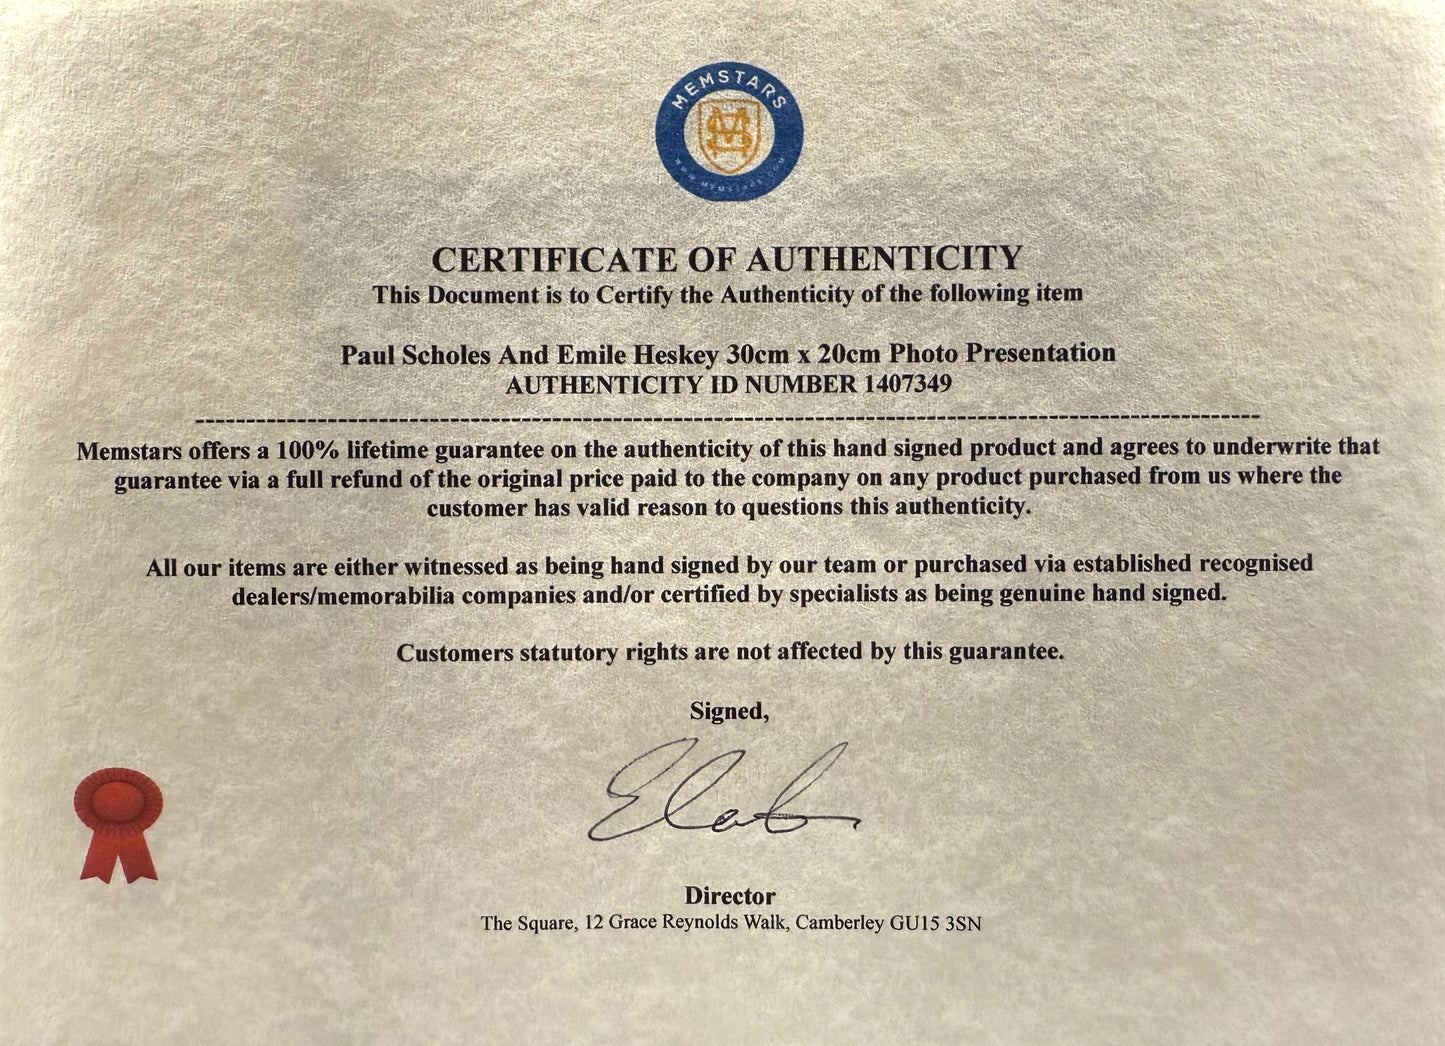 MEMSTARS
WWW.MEMSTARS.COM
CERTIFICATE OF AUTHENTICITY
This Document is to Certify the Authenticity of the following item
Paul Scholes And Emile Heskey 30cm x 20cm Photo Presentation
AUTHENTICITY ID NUMBER 1407349
Memstars offers a 100% lifetime guarantee on the authenticity of this hand signed product and agrees to underwrite that
guarantee via a full refund of the original price paid to the company on any product purchased from us where the
customer has valid reason to questions this authenticity.
All our items are either witnessed as being hand signed by our team or purchased via established recognised
dealers/memorabilia companies and/or certified by specialists as being genuine hand signed.
Customers statutory rights are not affected by this guarantee.
Signed,
Director
The Square, 12 Grace Reynolds Walk, Camberley GU15 3SN